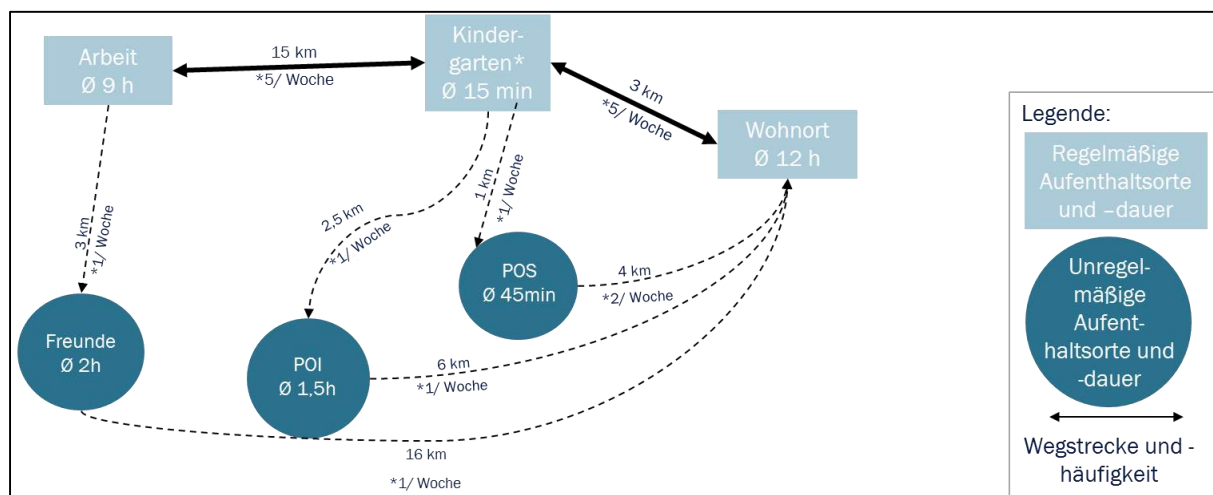 Arbeit
Ø 9 h
15 km
*5/ Woche
Kinder-
garten*
Ø 15 min
3 km
*5/ Woche
Wohnort
Ø 12 h
3 km
*1/ Woche
2,5 km
*1/ Woche
1 km
*1/ Woche
Freunde
Ø 2h
POI
Ø 1,5h
POS
Ø 45min
4 km
*2/ Woche
6 km
*1/ Woche
16 km
*1/ Woche
Legende:
Regelmäßige
Aufenthaltsorte
und –dauer
Unregel-
mäßige
Aufent-
haltsorte und
-dauer
Wegstrecke und -
häufigkeit